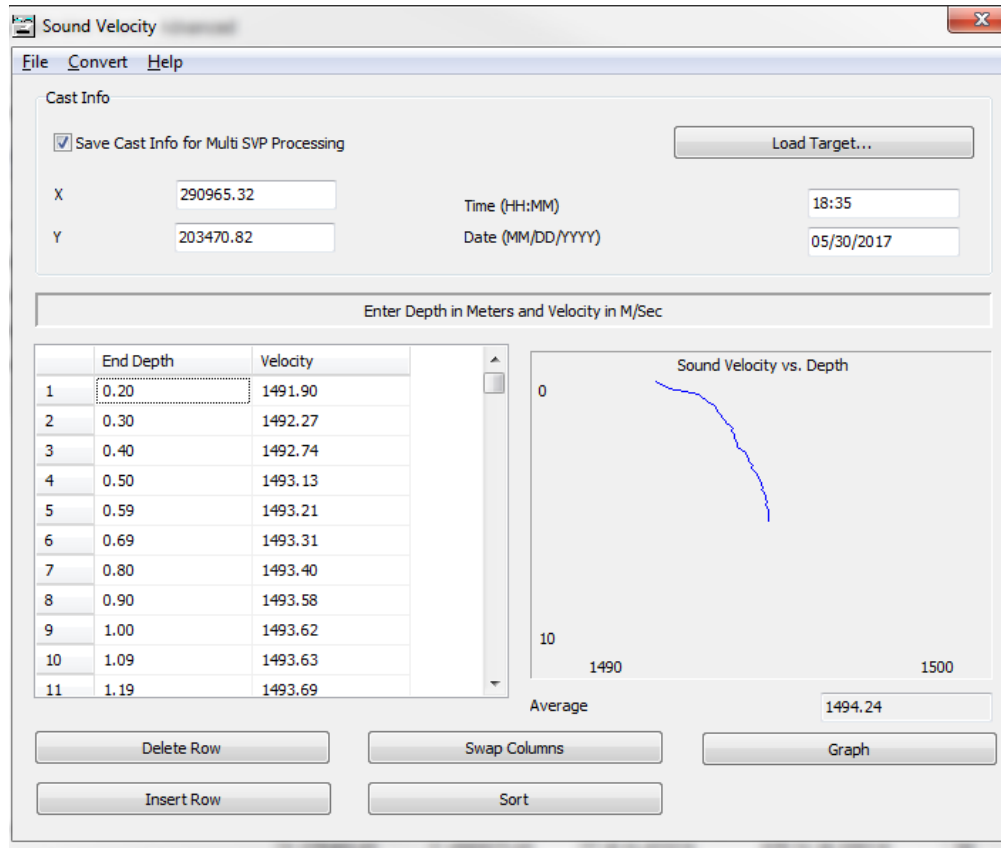 Sound Velocity
File Convert Help
Cast Info
Save Cast Info for Multi SVP Processing
Load Target...
X 290965.32
Time (HH:MM) 18:35
Y 203470.82
Date (MM/DD/YYYY) 05/30/2017
Enter Depth in Meters and Velocity in M/Sec
End Depth Velocity
1 0.20 1491.90
2 0.30 1492.27
3 0.40 1492.74
4 0.50 1493.13
5 0.59 1493.21
6 0.69 1493.31
7 0.80 1493.40
8 0.90 1493.58
9 1.00 1493.62
10 1.09 1493.63
11 1.19 1493.69
Sound Velocity vs. Depth
0
10
1490 1500
Average 1494.24
Delete Row Swap Columns Graph
Insert Row Sort